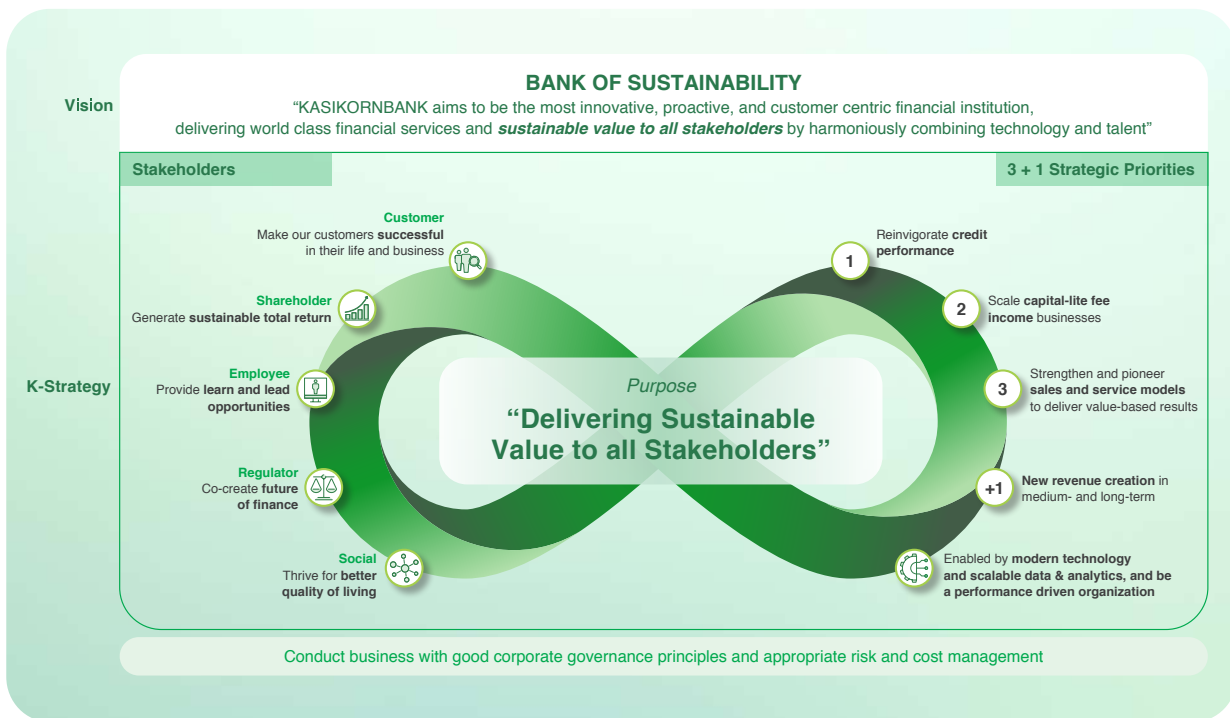 Vision
BANK OF SUSTAINABILITY
“KASIKORNBANK aims to be the most innovative, proactive, and customer centric financial institution,
delivering world class financial services and sustainable value to all stakeholders by harmoniously combining technology and talent”
K-Strategy
Stakeholders
Customer
Make our customers successful
in their life and business
Shareholder
Generate sustainable total return
Employee
Provide learn and lead
opportunities
Regulator
Co-create future
of finance
Social
Thrive for better
quality of living
Purpose
“Delivering Sustainable
Value to all Stakeholders”
3 + 1 Strategic Priorities
1
Reinvigorate credit
performance
2
Scale capital-lite fee
income businesses
3
Strengthen and pioneer
sales and service models
to deliver value-based results
+1
New revenue creation in
medium- and long-term
Enabled by modern technology
and scalable data & analytics, and be
a performance driven organization
Conduct business with good corporate governance principles and appropriate risk and cost management